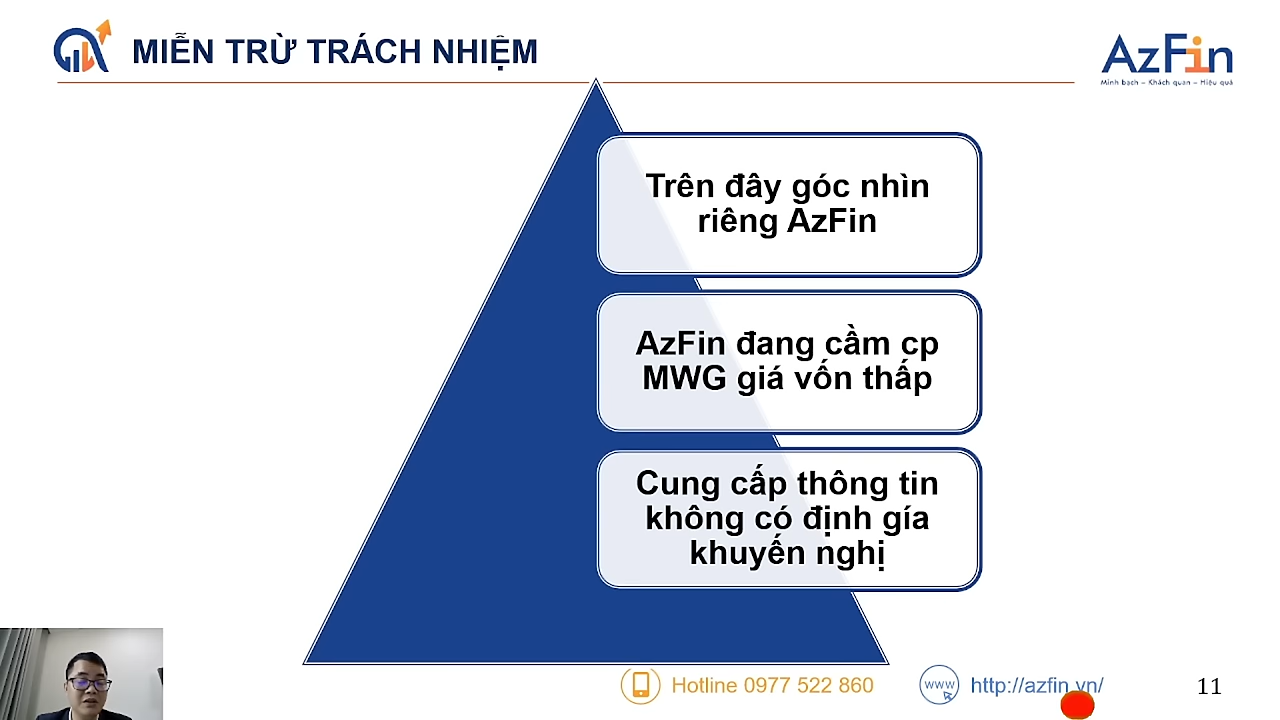 MIỄN TRỪ TRÁCH NHIỆM
AzFin
Minh bạch – Khách quan – Hiệu quả
Trên đây góc nhìn
riêng AzFin
AzFin đang cầm cp
MWG giá vốn thấp
Cung cấp thông tin
không có định gía
khuyến nghị
Hotline 0977 522 860
www
http://azfin.vn/
11